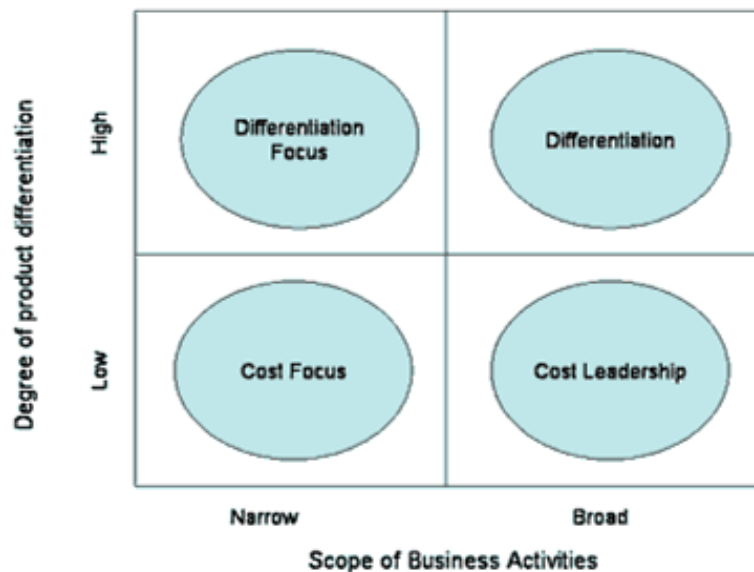 Degree of product differentiation
High
Differentiation
Focus
Differentiation
Low
Cost Focus
Cost Leadership
Narrow
Broad
Scope of Business Activities